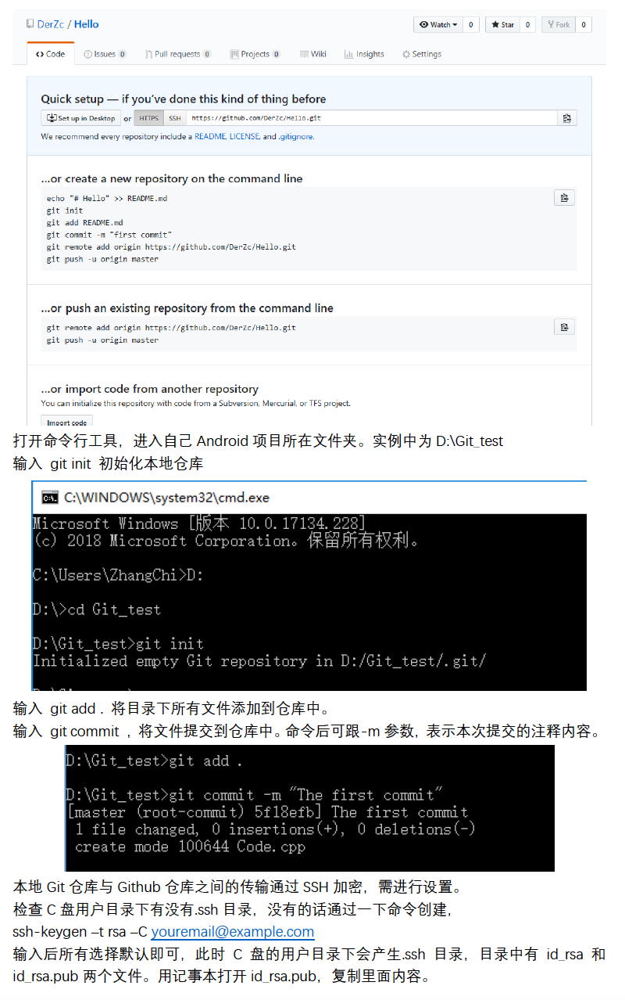 DerZc / Hello
Watch 0 Star 0 Fork 0
Code Issues 0 Pull requests 0 Projects 0 Wiki Insights Settings
Quick setup — if you've done this kind of thing before
Set up in Desktop or HTTPS SSH https://github.com/DerZc/Hello.git
We recommend every repository include a README, LICENSE, and .gitignore.
...or create a new repository on the command line
echo "# Hello" >> README.md
git init
git add README.md
git commit -m "first commit"
git remote add origin https://github.com/DerZc/Hello.git
git push -u origin master
...or push an existing repository from the command line
git remote add origin https://github.com/DerZc/Hello.git
git push -u origin master
...or import code from another repository
You can initialize this repository with code from a Subversion, Mercurial, or TFS project.
Import code
打开命令行工具，进入自己 Android 项目所在文件夹。实例中为 D:\Git_test
输入 git init 初始化本地仓库
C:\WINDOWS\system32\cmd.exe
Microsoft Windows [版本 10.0.17134.228]
(c) 2018 Microsoft Corporation。保留所有权利。
C:\Users\ZhangChi>D:
D:\>cd Git_test
D:\Git_test>git init
Initialized empty Git repository in D:/Git_test/.git/
输入 git add . 将目录下所有文件添加到仓库中。
输入 git commit ，将文件提交到仓库中。命令后可跟-m 参数，表示本次提交的注释内容。
D:\Git_test>git add .
D:\Git_test>git commit -m "The first commit"
[master (root-commit) 5f18efb] The first commit
1 file changed, 0 insertions(+), 0 deletions(-)
create mode 100644 Code.cpp
本地 Git 仓库与 Github 仓库之间的传输通过 SSH 加密，需进行设置。
检查 C 盘用户目录下有没有.ssh 目录，没有的话通过一下命令创建，
ssh-keygen –t rsa –C youremail@example.com
输入后所有选择默认即可，此时 C 盘的用户目录下会产生.ssh 目录，目录中有 id_rsa 和
id_rsa.pub 两个文件。用记事本打开 id_rsa.pub，复制里面内容。